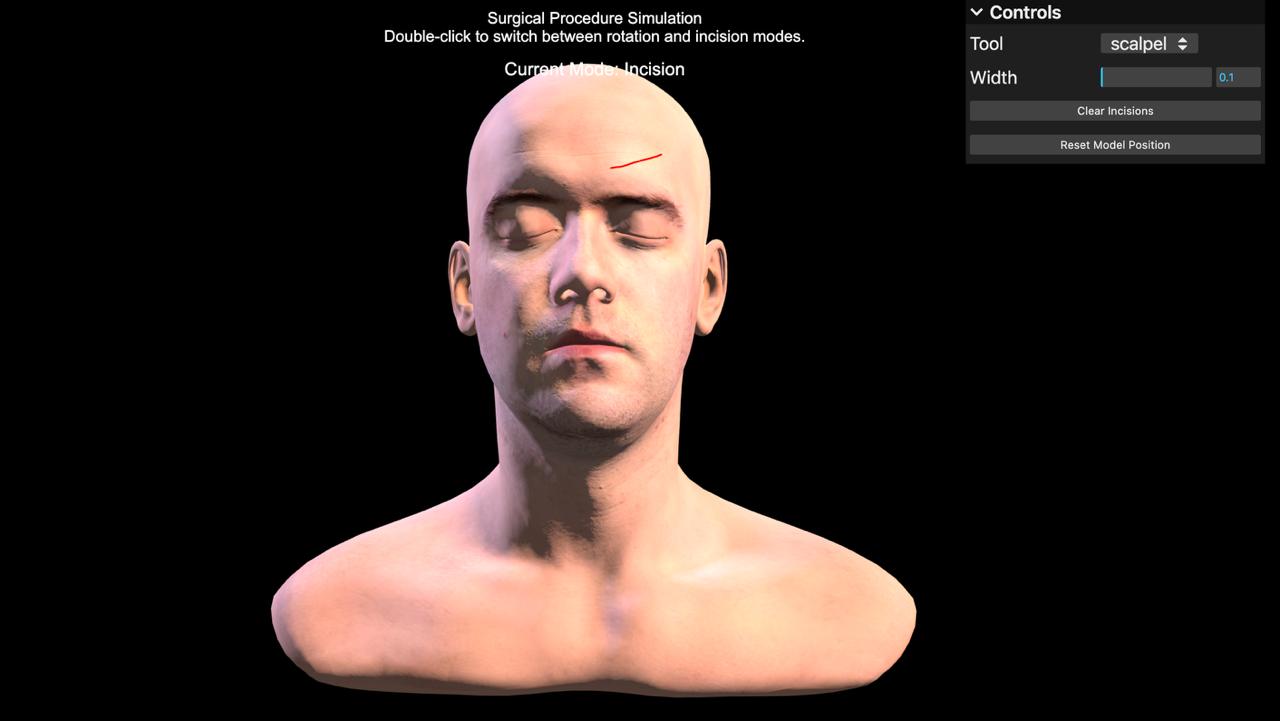 Surgical Procedure Simulation
Double-click to switch between rotation and incision modes.
Current Mode: Incision
Controls
Tool scalpel
Width 0.1
Clear Incisions
Reset Model Position